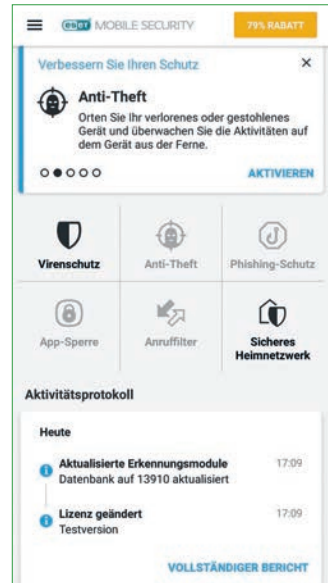 eset MOBILE SECURITY 79% RABATT
Verbessern Sie Ihren Schutz
Anti-Theft
Orten Sie Ihr verlorenes oder gestohlenes
Gerät und überwachen Sie die Aktivitäten auf
dem Gerät aus der Ferne.
AKTIVIEREN
Virenschutz Anti-Theft Phishing-Schutz
App-Sperre Anruffilter Sicheres
Heimnetzwerk
Aktivitätsprotokoll
Heute
Aktualisierte Erkennungsmodule 17:09
Datenbank auf 13910 aktualisiert
Lizenz geändert 17:09
Testversion
VOLLSTÄNDIGER BERICHT